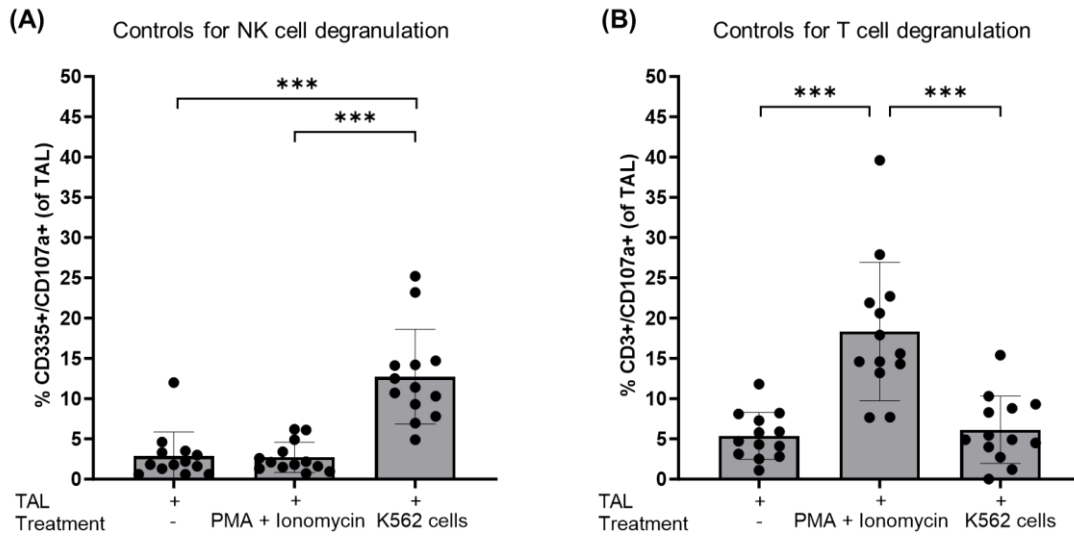 (A)
Controls for NK cell degranulation
% CD335+/CD107a+ (of TAL)
50
45
40
35
30
25
20
15
10
5
0
***
***
TAL + + +
Treatment - PMA + Ionomycin K562 cells
(B)
Controls for T cell degranulation
% CD3+/CD107a+ (of TAL)
50
45
40
35
30
25
20
15
10
5
0
*** ***
TAL + + +
Treatment - PMA + Ionomycin K562 cells